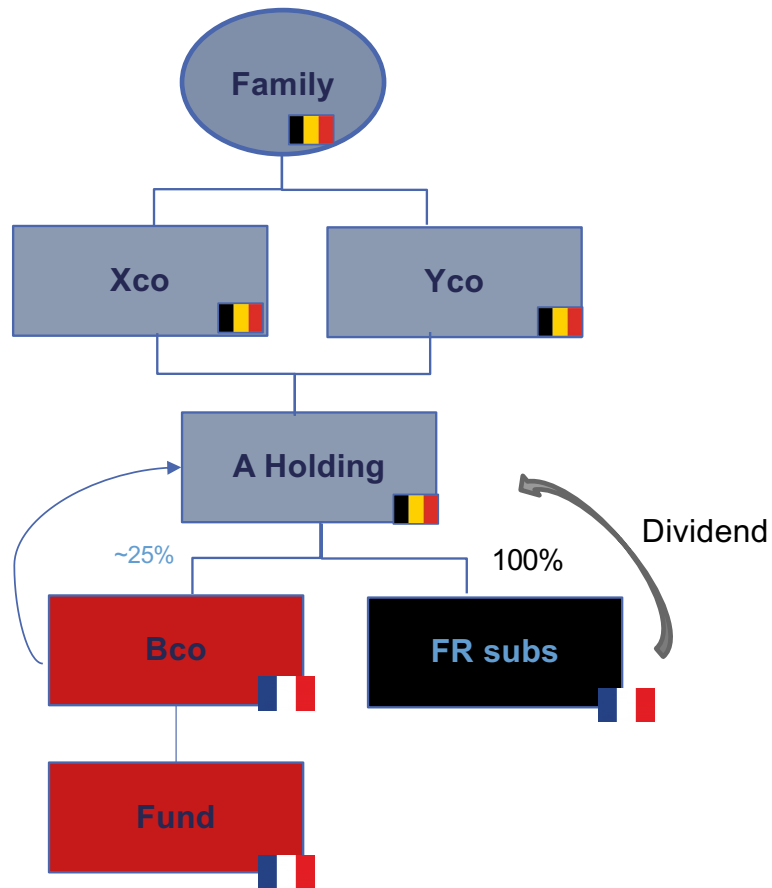 Family
Xco
Yco
A Holding
Dividend
~25%
100%
Bco
FR subs
Fund